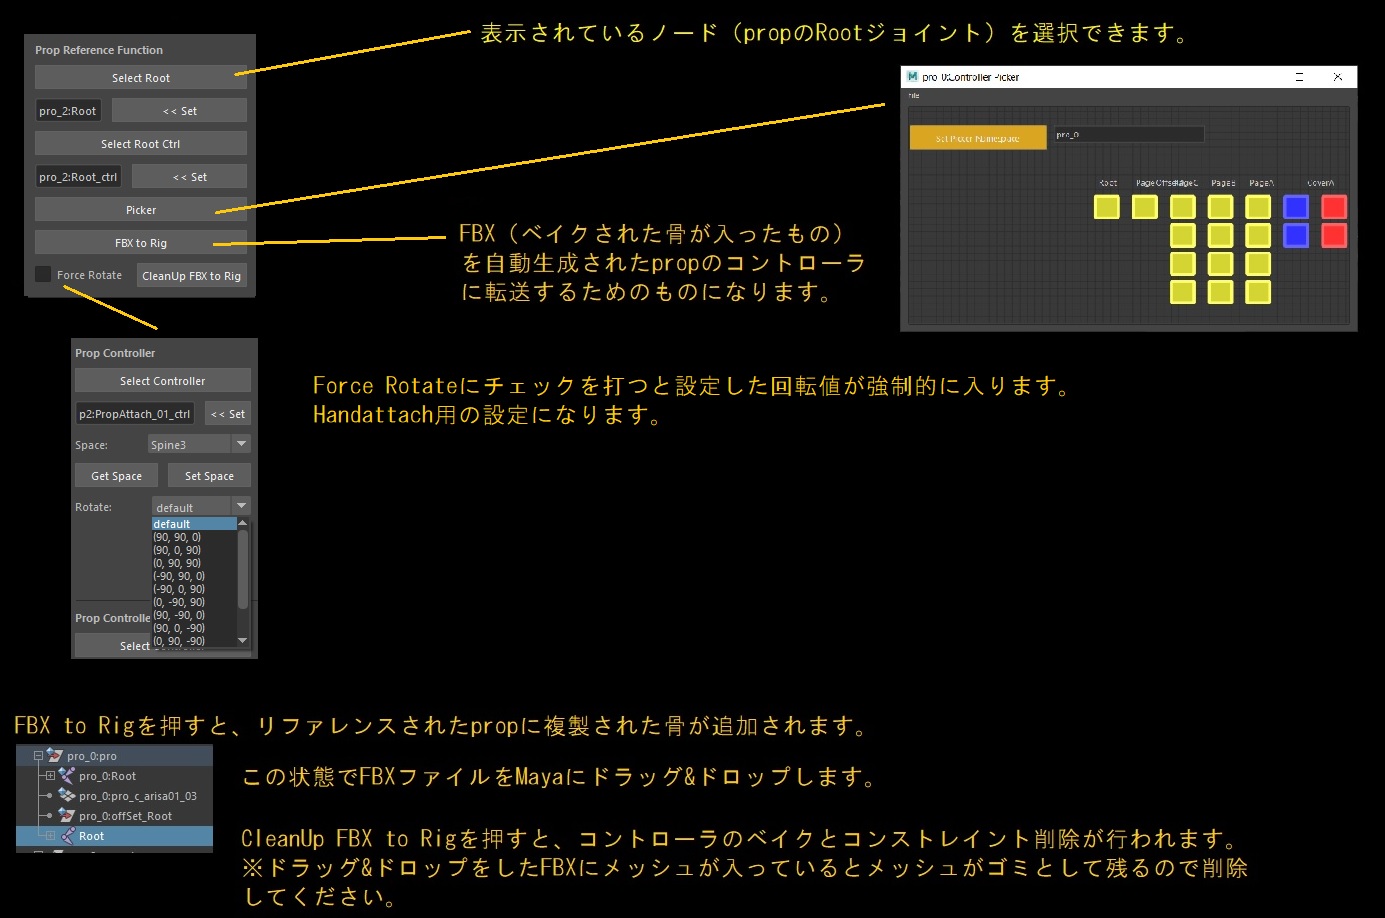 表示されているノード（propのRootジョイント）を選択できます。
Prop Reference Function
Select Root
pro_2:Root
<< Set
Select Root Ctrl
pro_2:Root_ctrl
<< Set
Picker
FBX to Rig
Force Rotate
CleanUp FBX to Rig
pro_0:Controller Picker
File
Set Picker Namespace
pro_0
Root
PageOffset
PageC
PageB
PageA
CoverA
FBX（ベイクされた骨が入ったもの）
を自動生成されたpropのコントローラ
に転送するためのものになります。
Prop Controller
Select Controller
p2:PropAttach_01_ctrl
<< Set
Space:
Spine3
Get Space
Set Space
Rotate:
default
default
(90, 90, 0)
(90, 0, 90)
(0, 90, 90)
(-90, 90, 0)
(-90, 0, 90)
(0, -90, 90)
(90, -90, 0)
(90, 0, -90)
(0, 90, -90)
Prop Controlle
Select
Force Rotateにチェックを打つと設定した回転値が強制的に入ります。
Handattach用の設定になります。
FBX to Rigを押すと、リファレンスされたpropに複製された骨が追加されます。
pro_0:pro
pro_0:Root
pro_0:pro_c_arisa01_03
pro_0:offSet_Root
Root
この状態でFBXファイルをMayaにドラッグ&ドロップします。
CleanUp FBX to Rigを押すと、コントローラのベイクとコンストレイント削除が行われます。
※ドラッグ&ドロップをしたFBXにメッシュが入っているとメッシュがゴミとして残るので削除
してください。